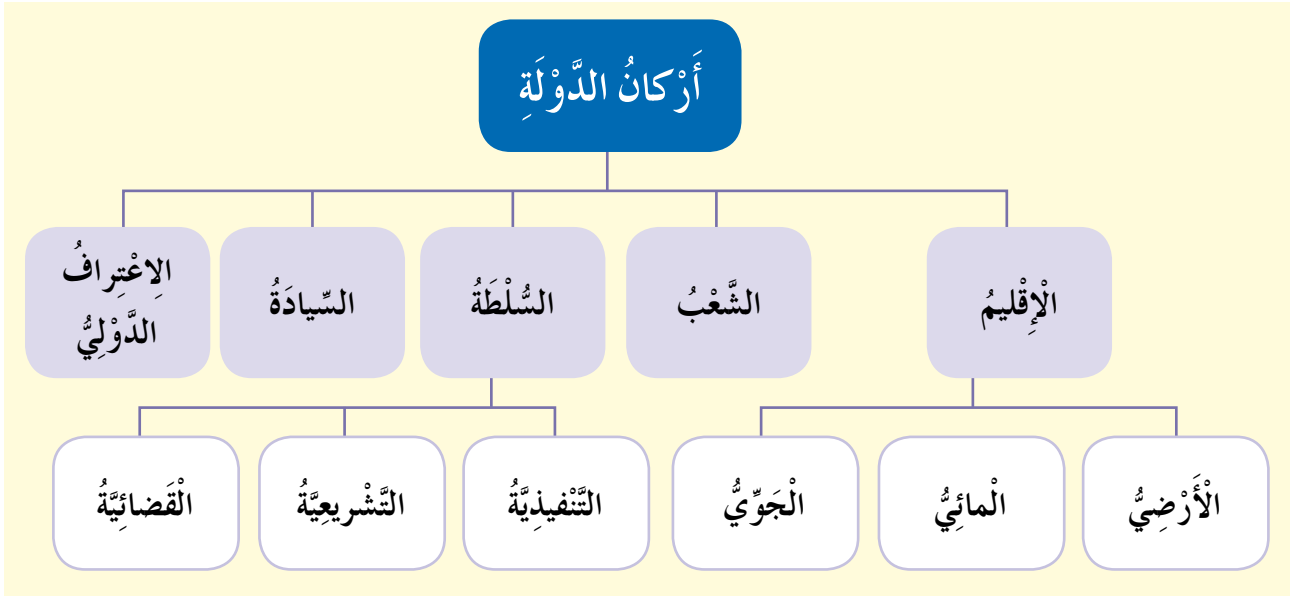 أَرْكانُ الدَّوْلَةِ
الْإِقْليمُ
الشَّعْبُ
السُّلْطَةُ
السِّيادَةُ
الِاعْتِرافُ
الدَّوْلِيُّ
الْأَرْضِيُّ
الْمائِيُّ
الْجَوِّيُّ
التَّنْفيذِيَّةُ
التَّشْريعِيَّةُ
الْقَضائِيَّةُ